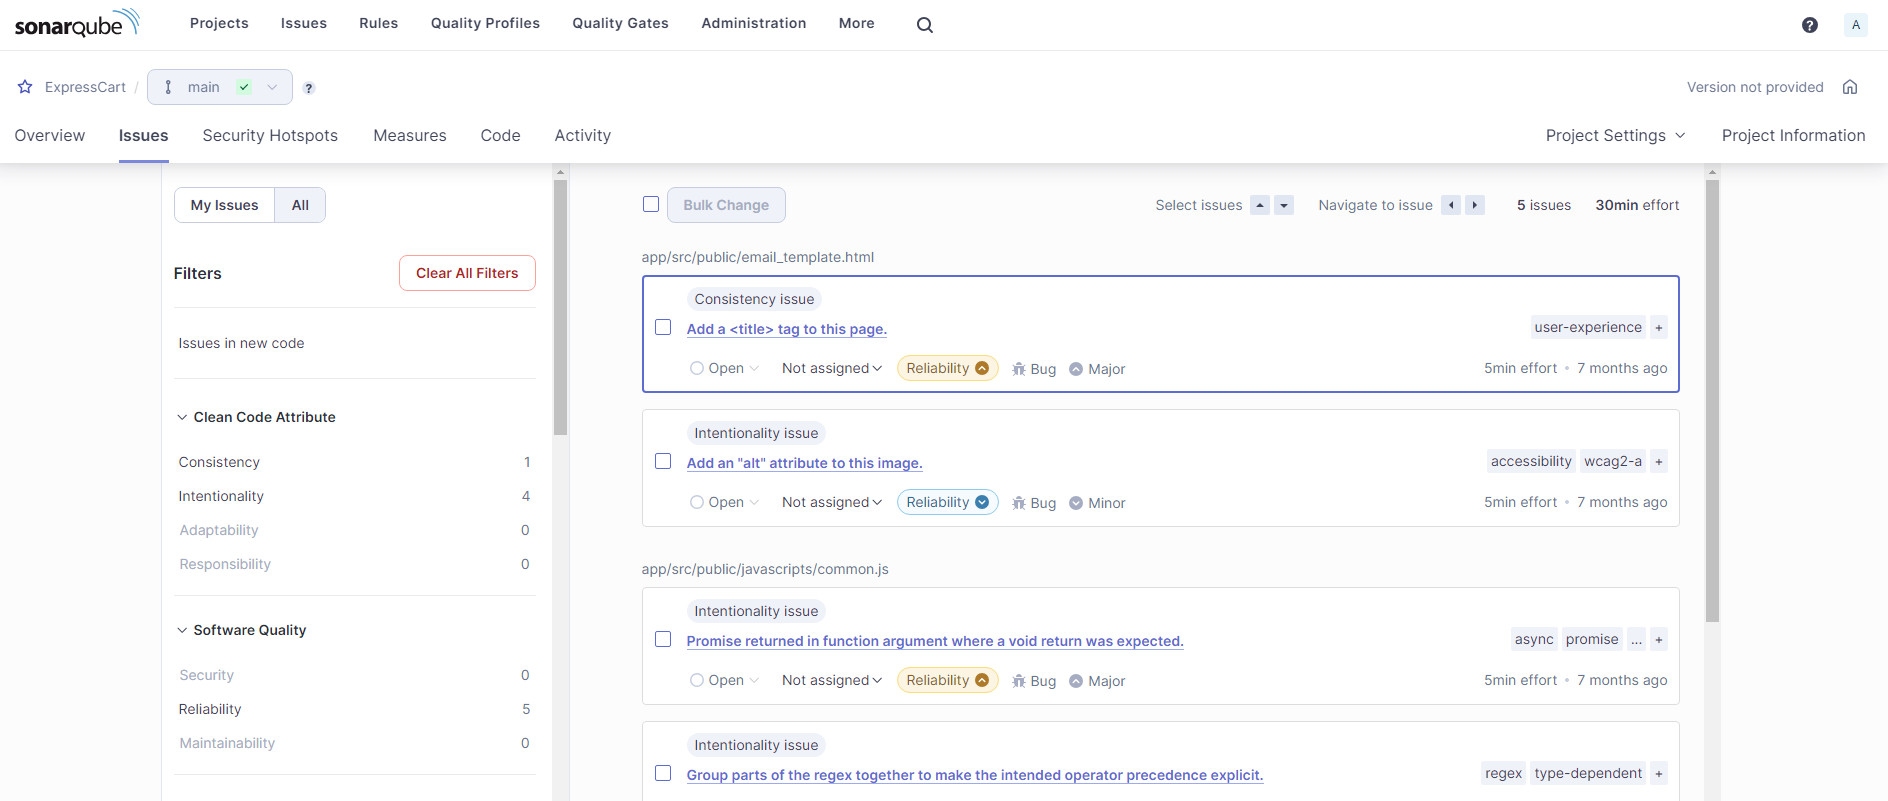 sonarqube Projects Issues Rules Quality Profiles Quality Gates Administration More ? A
ExpressCart / main ? Version not provided
Overview Issues Security Hotspots Measures Code Activity Project Settings Project Information
My Issues All
Filters Clear All Filters
Issues in new code
Clean Code Attribute
Consistency 1
Intentionality 4
Adaptability 0
Responsibility 0
Software Quality
Security 0
Reliability 5
Maintainability 0
Bulk Change Select issues Navigate to issue 5 issues 30min effort
app/src/public/email_template.html
Consistency issue
Add a <title> tag to this page. user-experience +
Open Not assigned Reliability Bug Major 5min effort • 7 months ago
Intentionality issue
Add an "alt" attribute to this image. accessibility wcag2-a +
Open Not assigned Reliability Bug Minor 5min effort • 7 months ago
app/src/public/javascripts/common.js
Intentionality issue
Promise returned in function argument where a void return was expected. async promise ... +
Open Not assigned Reliability Bug Major 5min effort • 7 months ago
Intentionality issue
Group parts of the regex together to make the intended operator precedence explicit. regex type-dependent +